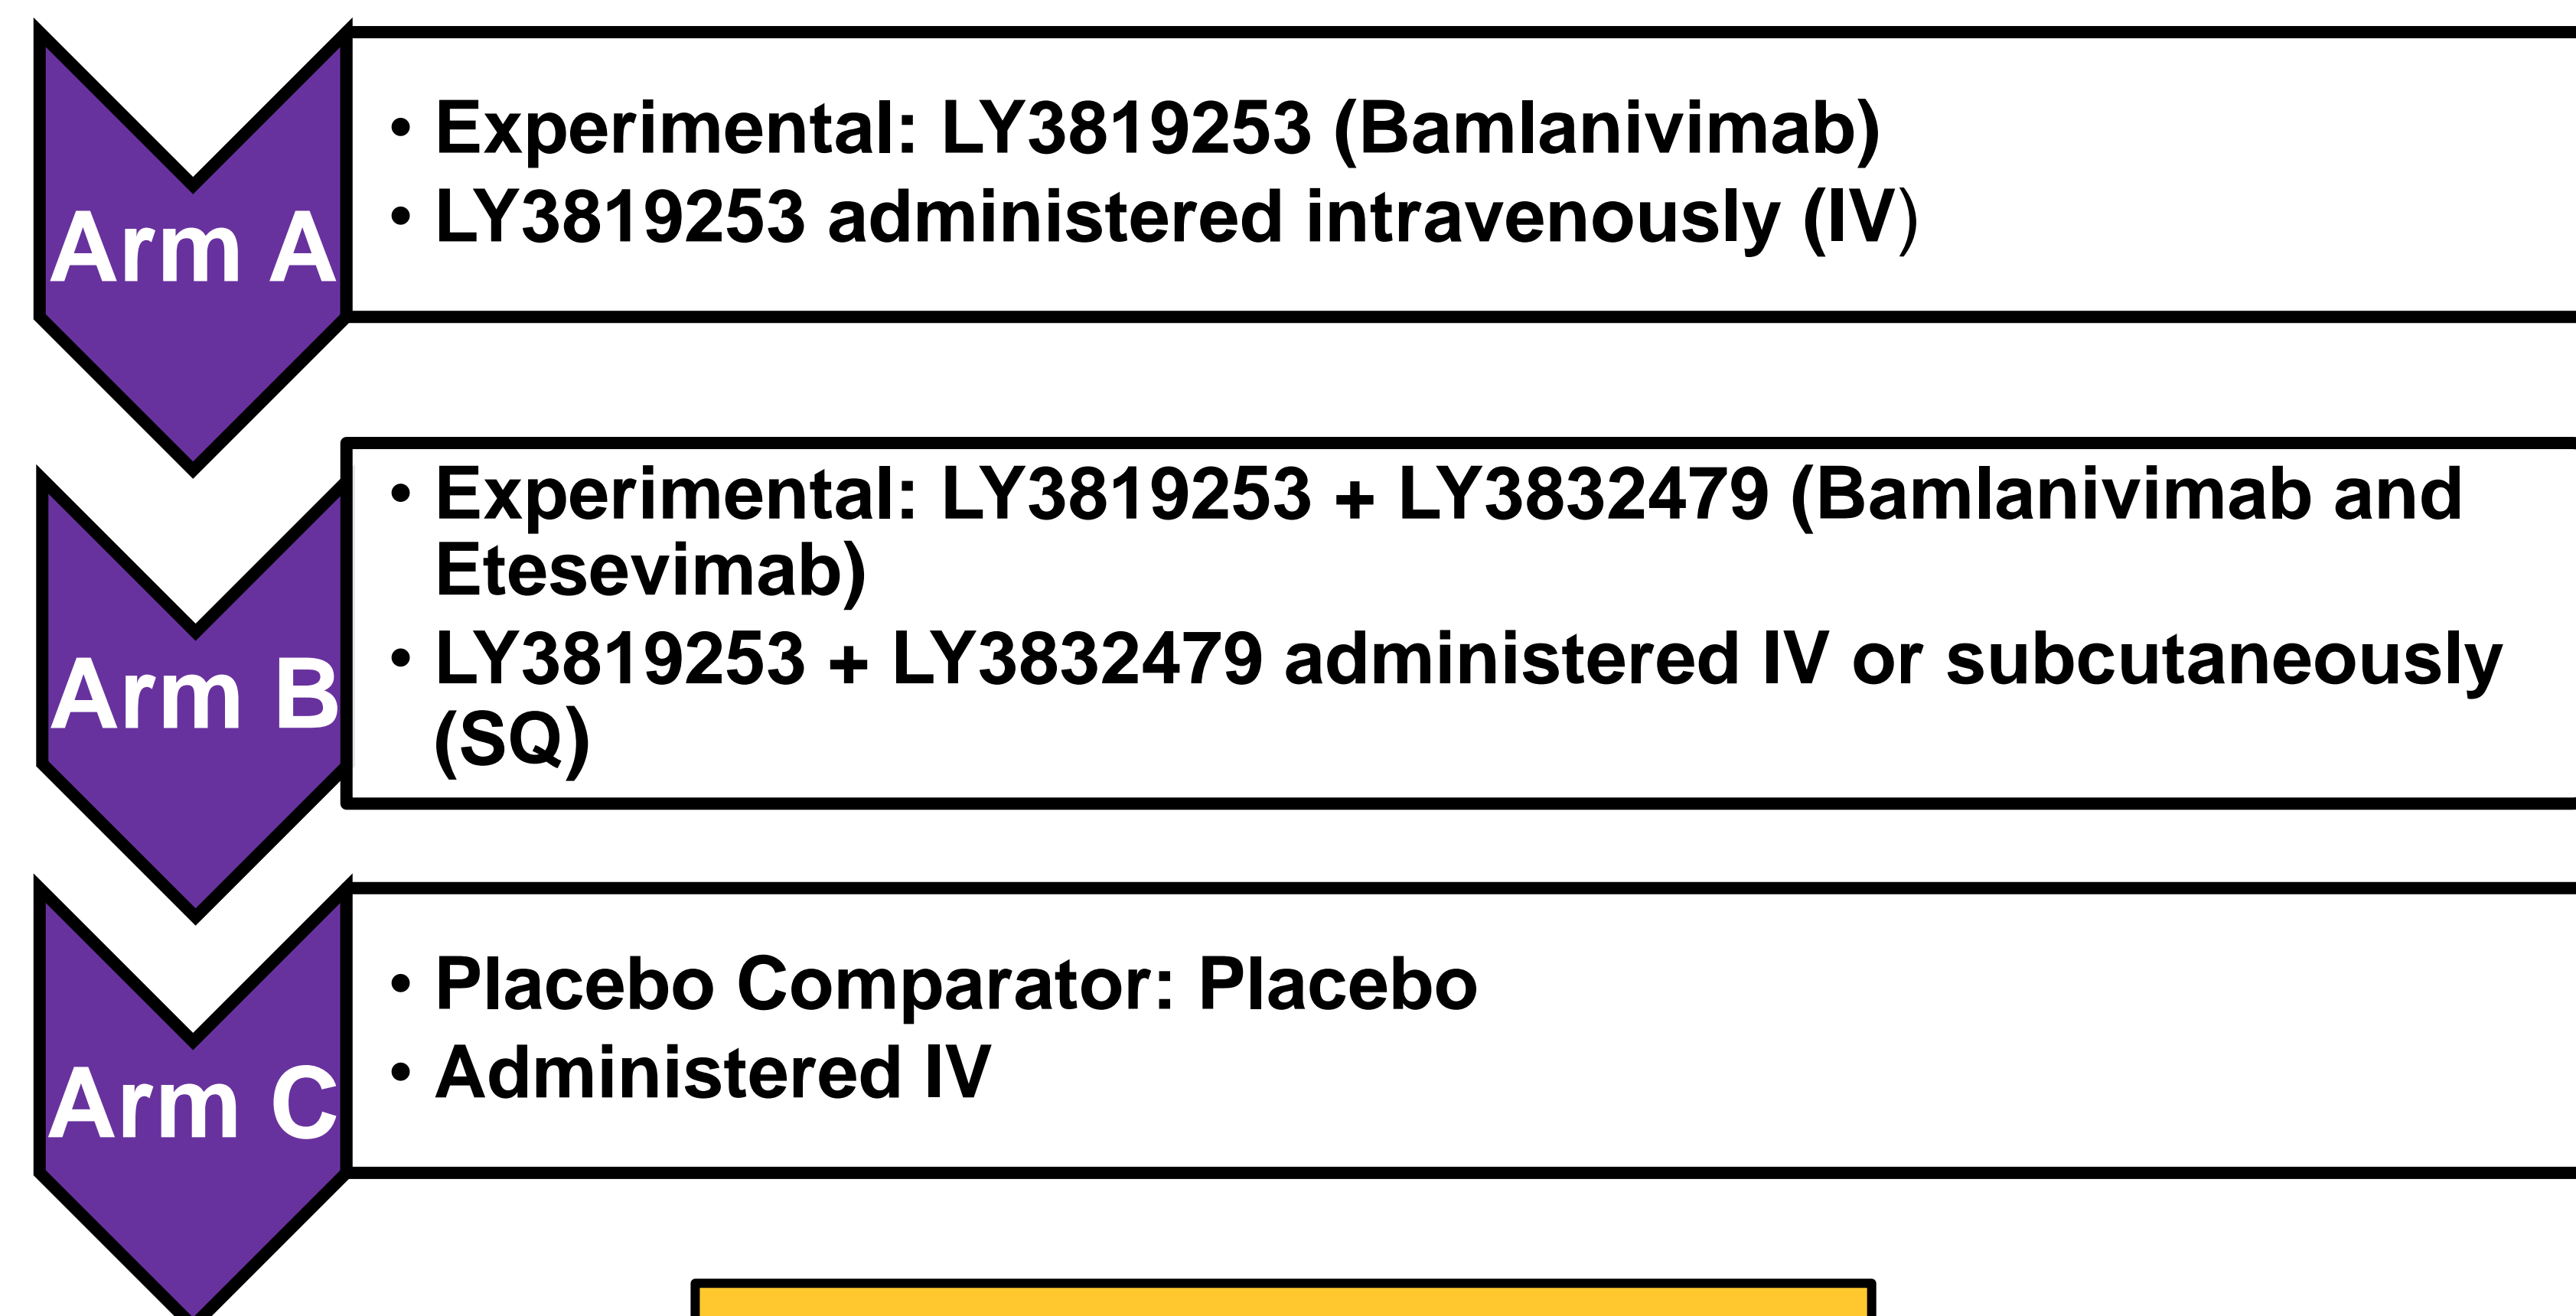 Arm A
• Experimental: LY3819253 (Bamlanivimab)
• LY3819253 administered intravenously (IV)
Arm B
• Experimental: LY3819253 + LY3832479 (Bamlanivimab and
Etesevimab)
• LY3819253 + LY3832479 administered IV or subcutaneously
(SQ)
Arm C
• Placebo Comparator: Placebo
• Administered IV